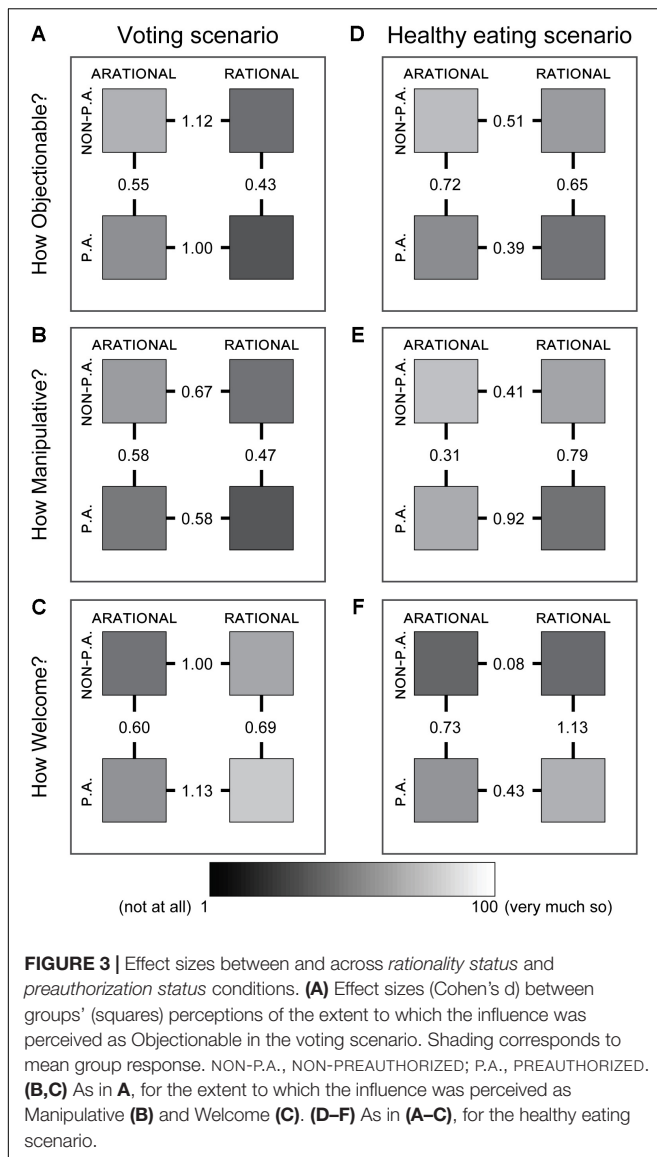 A Voting scenario D Healthy eating scenario
How Objectionable?
ARATIONAL RATIONAL
NON-P.A. 1.12
0.55 0.43
P.A. 1.00
ARATIONAL RATIONAL
NON-P.A. 0.51
0.72 0.65
P.A. 0.39
B
How Manipulative?
ARATIONAL RATIONAL
NON-P.A. 0.67
0.58 0.47
P.A. 0.58
E
ARATIONAL RATIONAL
NON-P.A. 0.41
0.31 0.79
P.A. 0.92
C
How Welcome?
ARATIONAL RATIONAL
NON-P.A. 1.00
0.60 0.69
P.A. 1.13
F
ARATIONAL RATIONAL
NON-P.A. 0.08
0.73 1.13
P.A. 0.43
(not at all) 1 100 (very much so)
FIGURE 3 | Effect sizes between and across rationality status and
preauthorization status conditions. (A) Effect sizes (Cohen's d) between
groups' (squares) perceptions of the extent to which the influence was
perceived as Objectionable in the voting scenario. Shading corresponds to
mean group response. NON-P.A., NON-PREAUTHORIZED; P.A., PREAUTHORIZED.
(B,C) As in A, for the extent to which the influence was perceived as
Manipulative (B) and Welcome (C). (D–F) As in (A–C), for the healthy eating
scenario.